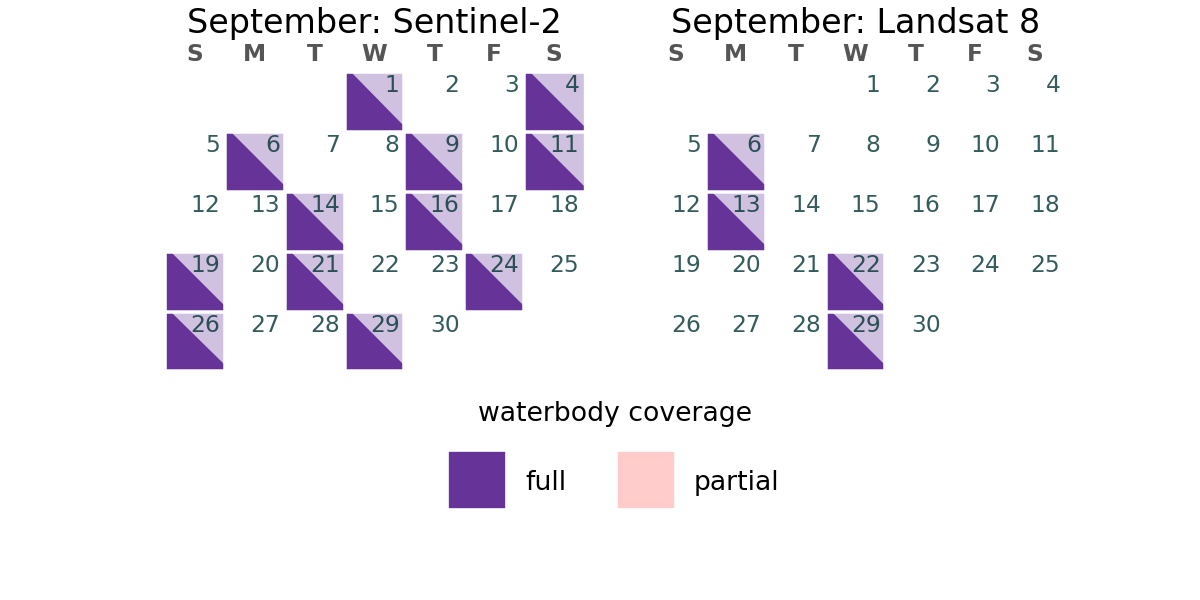 September: Sentinel-2
S M T W T F S
1 2 3 4
5 6 7 8 9 10 11
12 13 14 15 16 17 18
19 20 21 22 23 24 25
26 27 28 29 30
September: Landsat 8
S M T W T F S
1 2 3 4
5 6 7 8 9 10 11
12 13 14 15 16 17 18
19 20 21 22 23 24 25
26 27 28 29 30
waterbody coverage
full partial